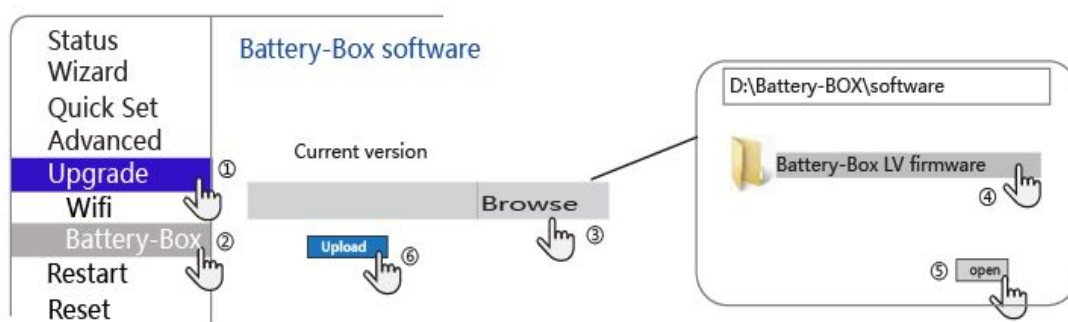 Status
Wizard
Quick Set
Advanced
Upgrade
①
Wifi
Battery-Box
②
Restart
Reset
Battery-Box software
Current version
Browse
③
Upload
⑥
D:\Battery-BOX\software
Battery-Box LV firmware
④
⑤ open